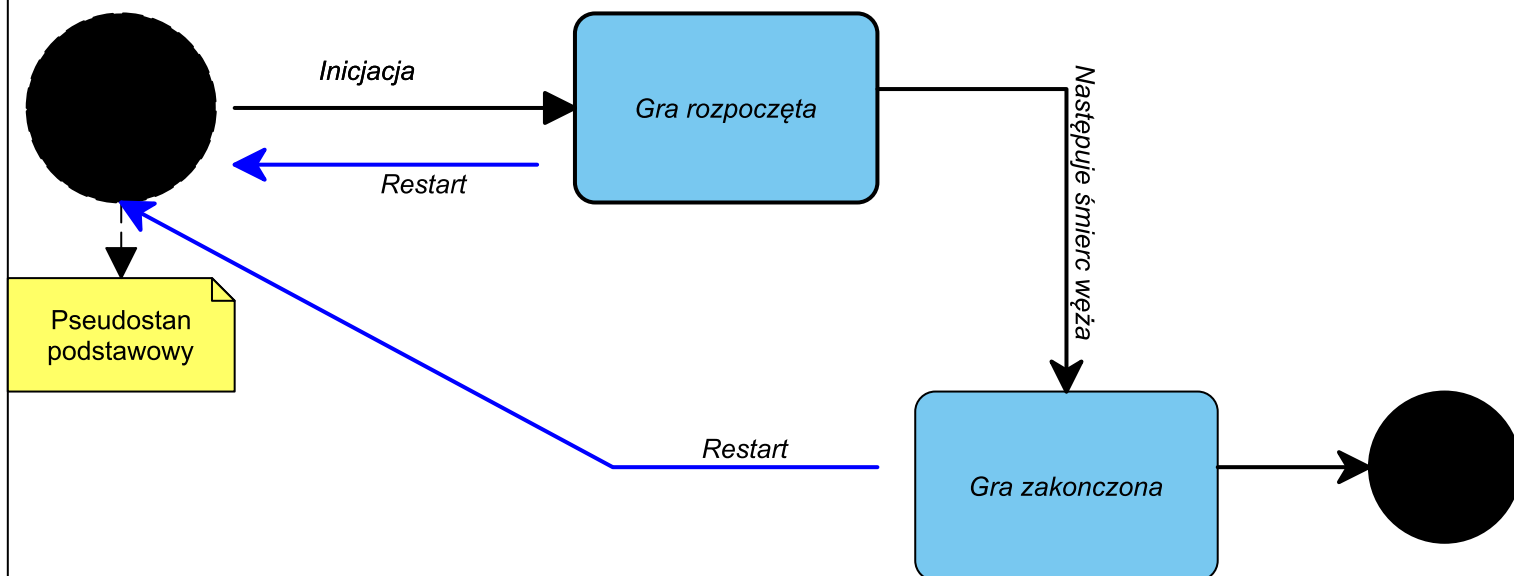 Inicjacja
Gra rozpoczęta
Następuje śmierc węża
Restart
Pseudostan
podstawowy
Restart
Gra zakonczona